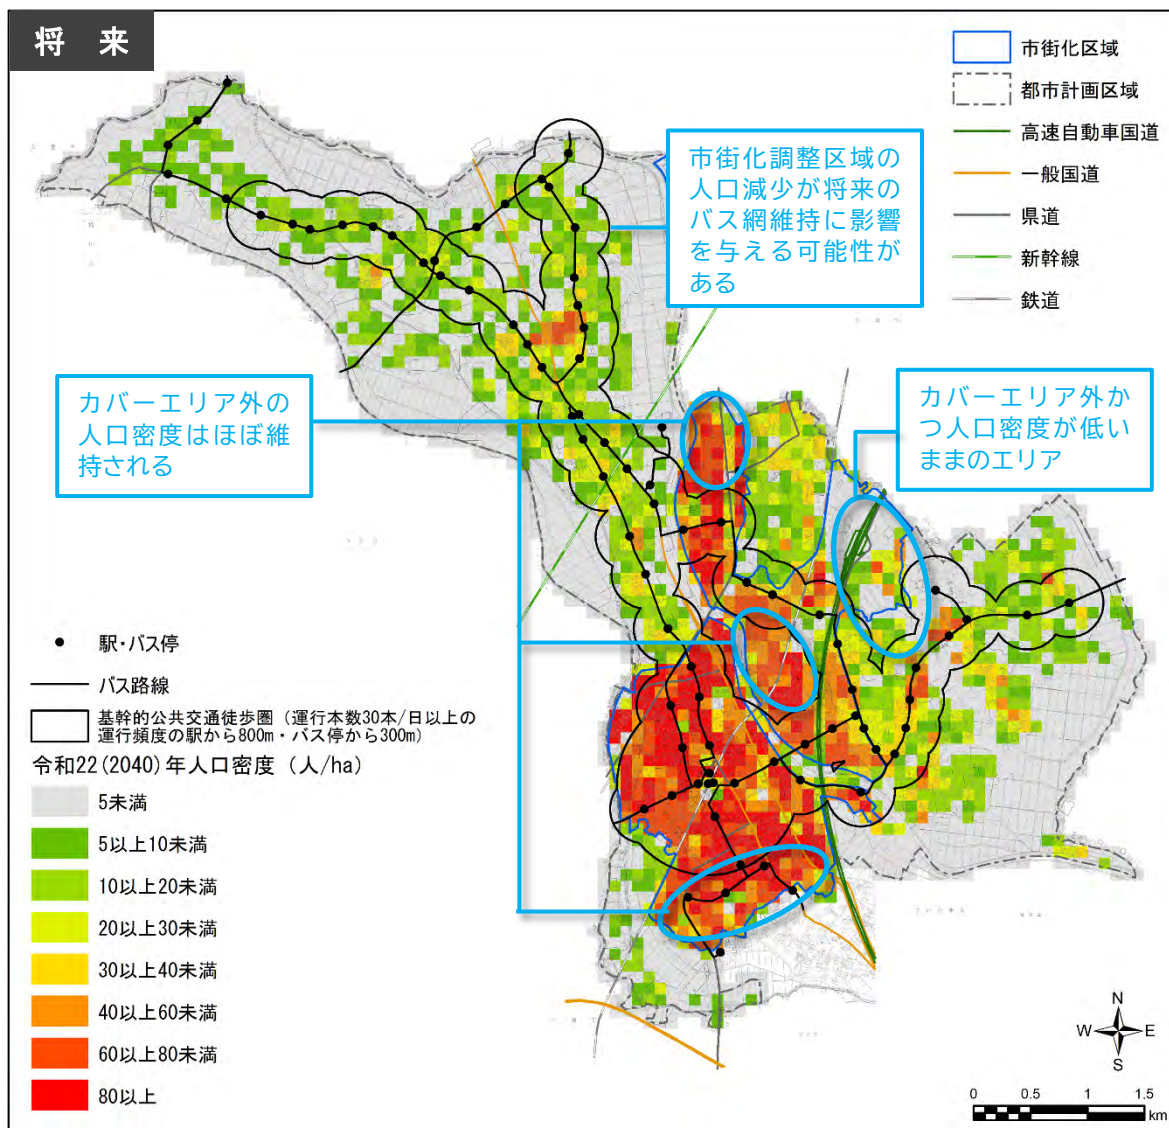 将 来
市街化区域
都市計画区域
高速自動車国道
一般国道
県道
新幹線
鉄道
市街化調整区域の
人口減少が将来の
バス網維持に影響
を与える可能性が
ある
カバーエリア外の
人口密度はほぼ維
持される
カバーエリア外か
つ人口密度が低い
ままのエリア
駅・バス停
バス路線
基幹的公共交通徒歩圏（運行本数30本/日以上の
運行頻度の駅から800m・バス停から300m）
令和22(2040)年人口密度（人/ha）
5未満
5以上10未満
10以上20未満
20以上30未満
30以上40未満
40以上60未満
60以上80未満
80以上
N
W E
S
0 0.5 1 1.5
km